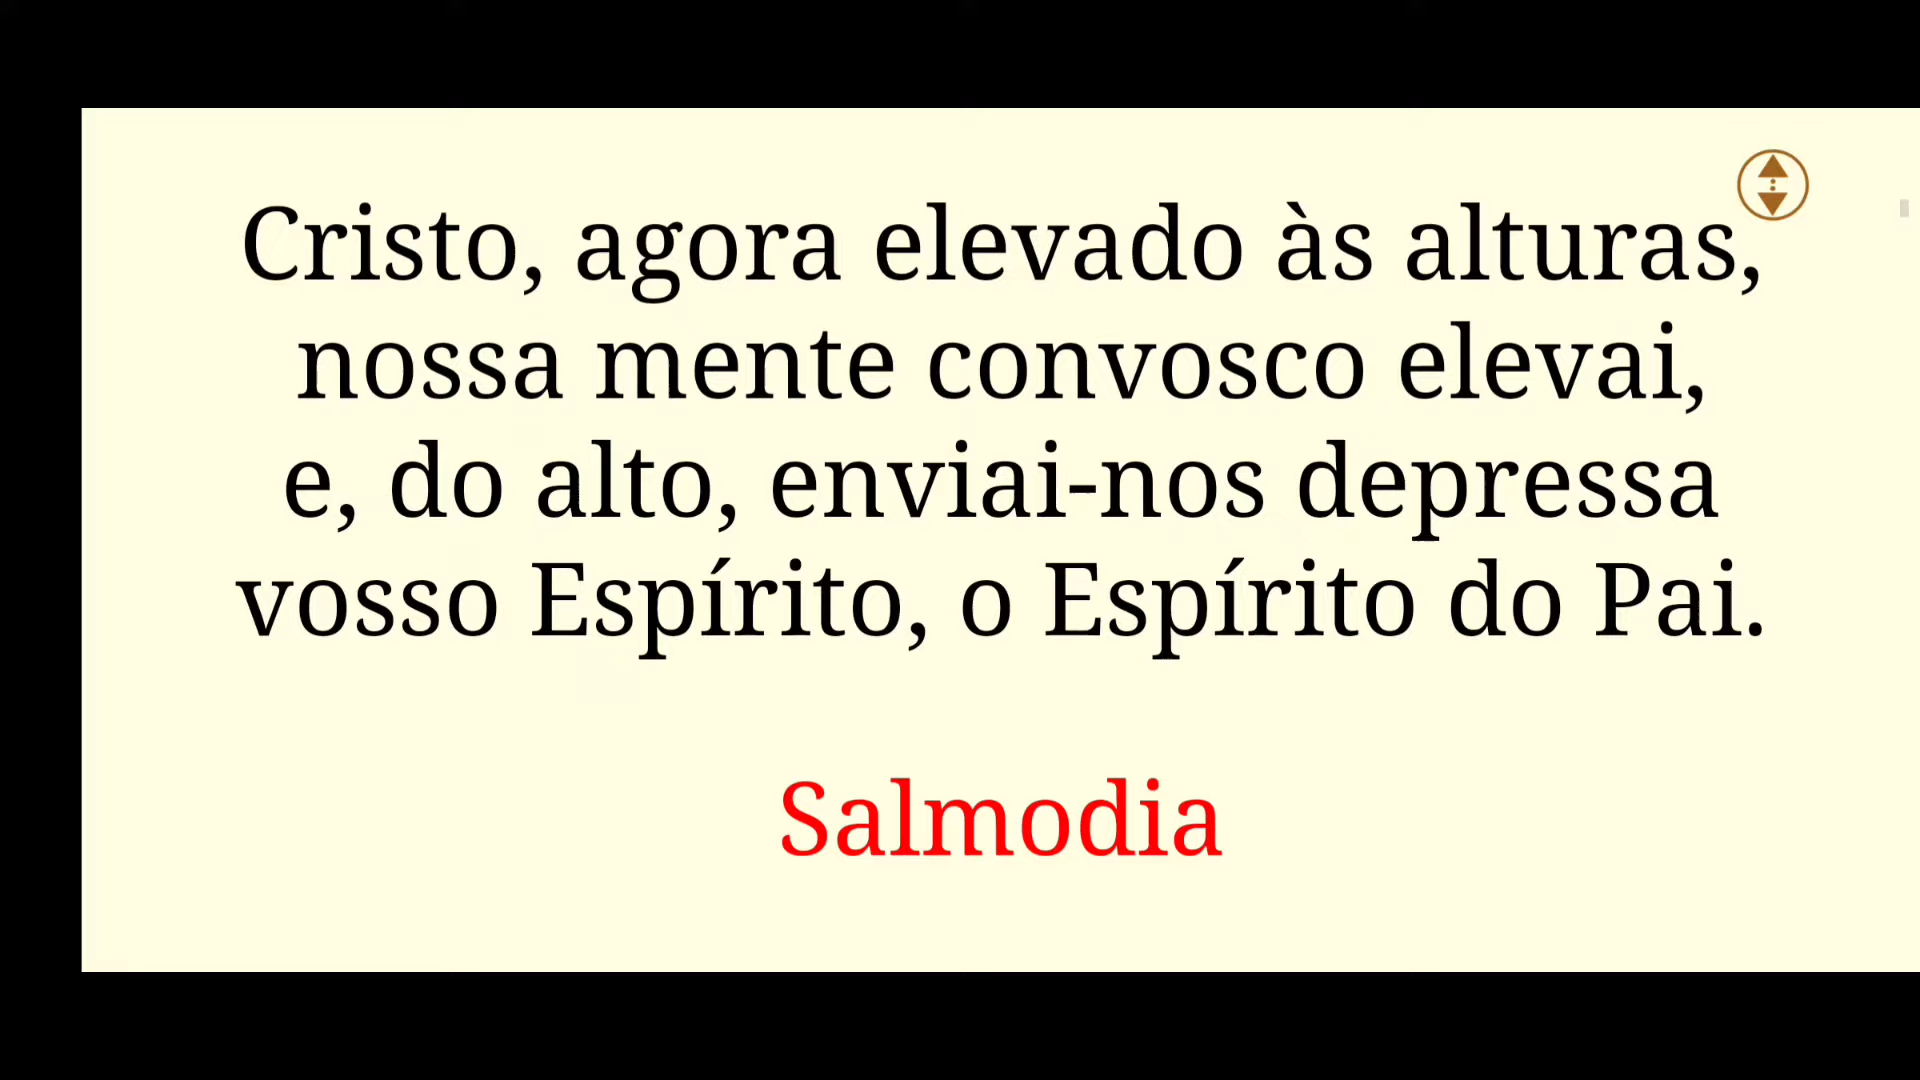 Cristo, agora elevado às alturas,
nossa mente convosco elevai,
e, do alto, enviai-nos depressa
vosso Espírito, o Espírito do Pai.
Salmodia